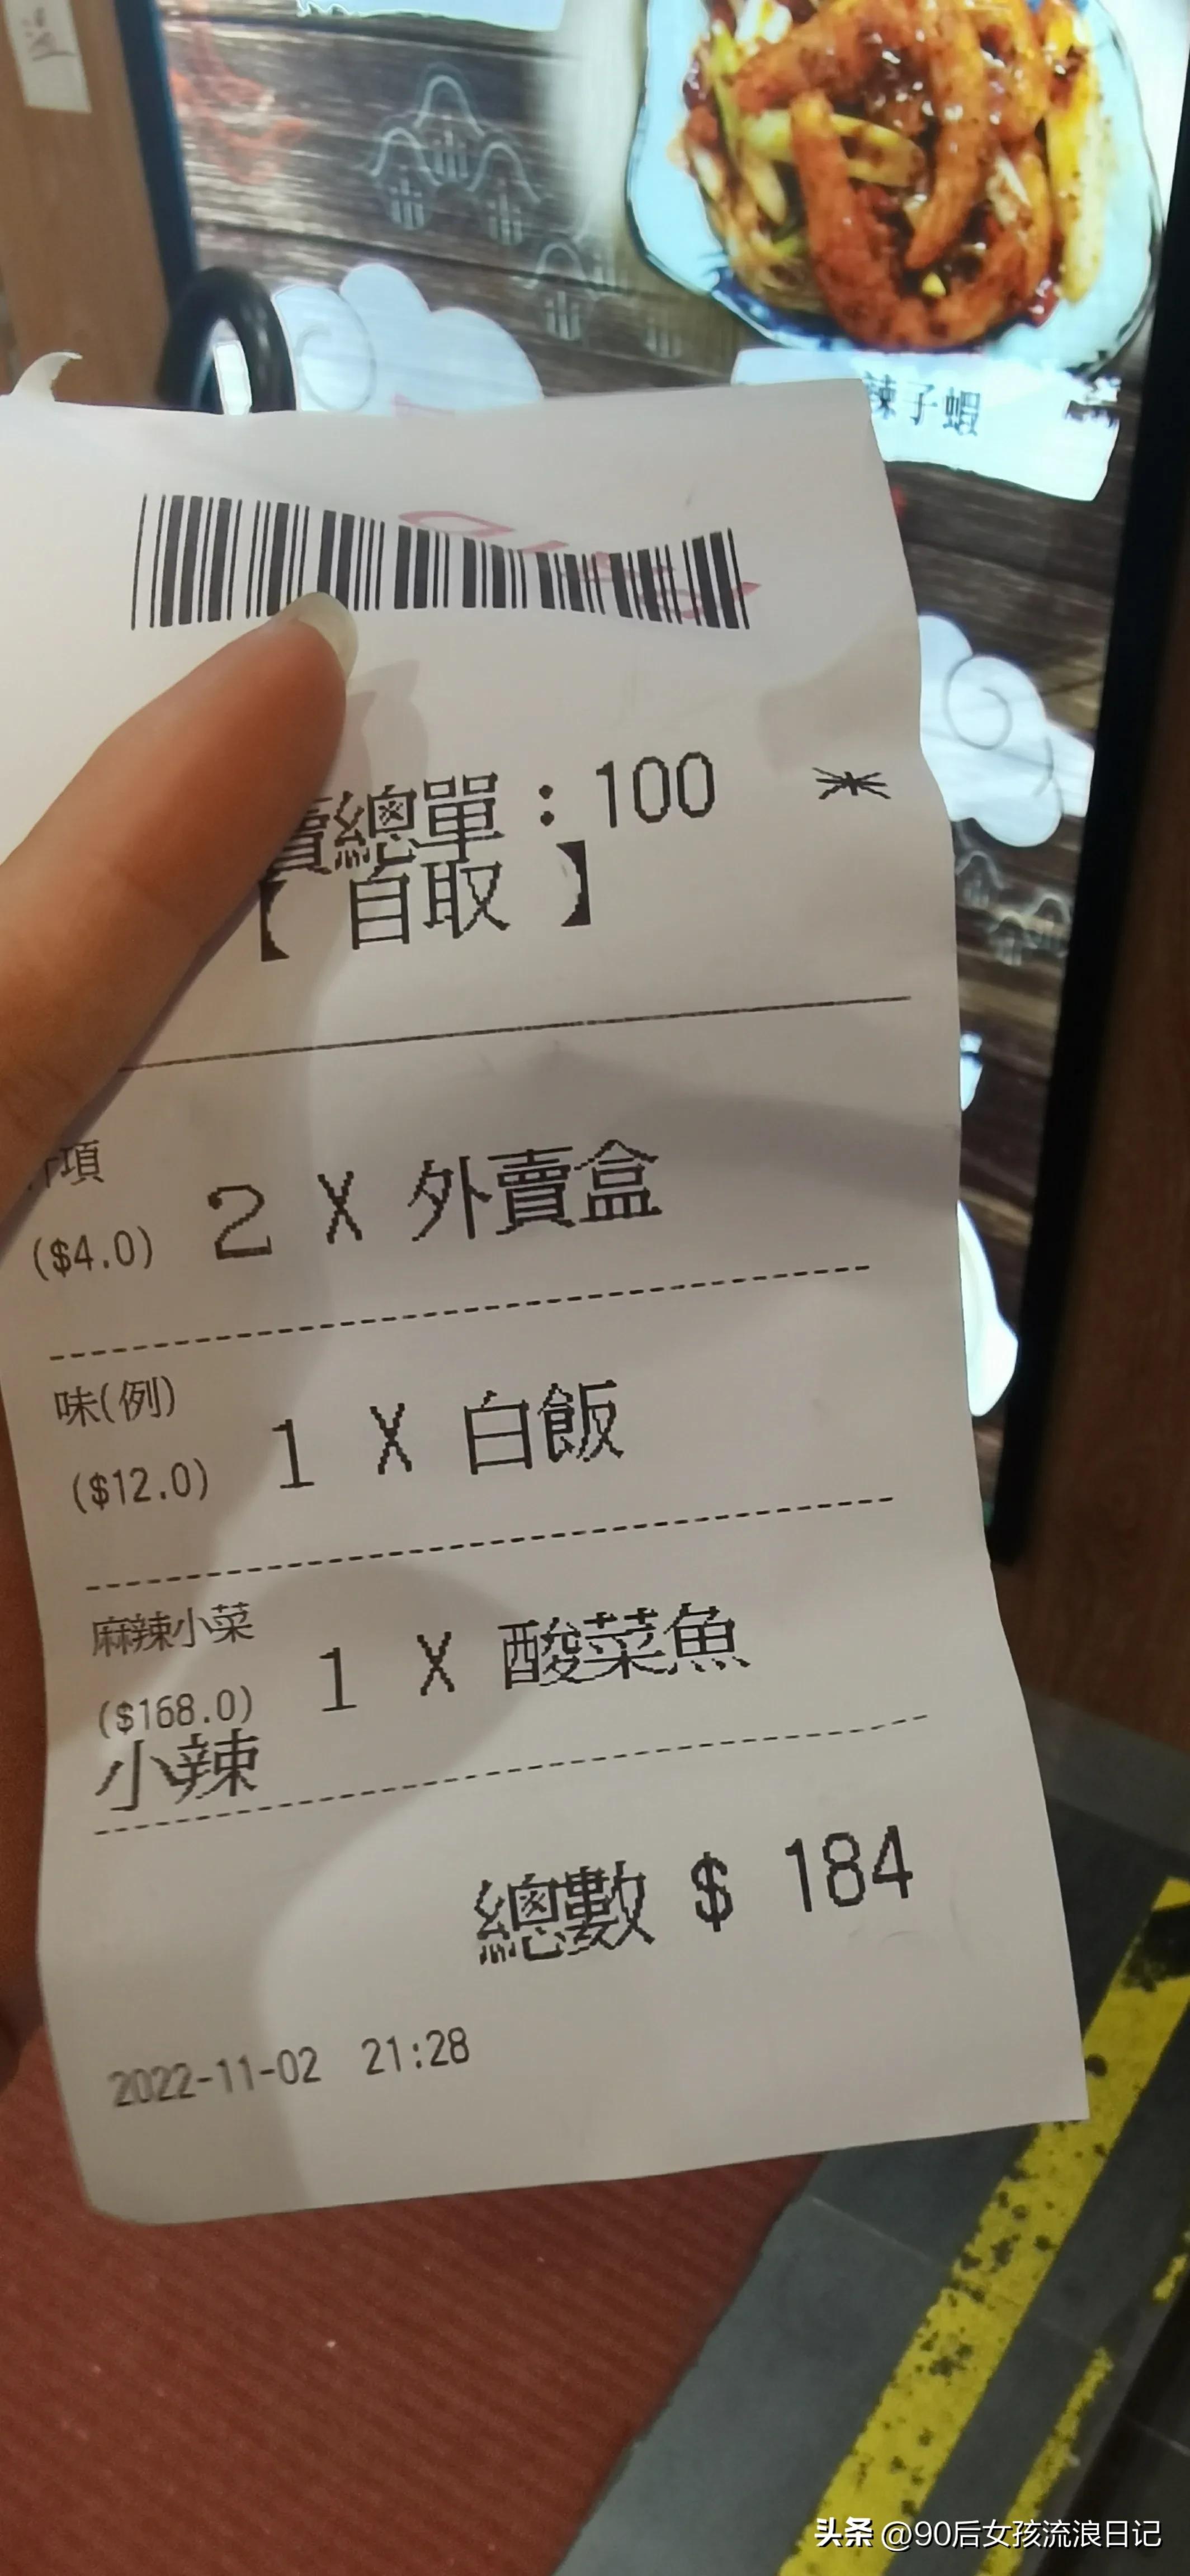 辣子蝦
賣總單：100 *
【 自取 】
項
($4.0) 2 X 外賣盒
味(例)
($12.0) 1 X 白飯
麻辣小菜
($168.0) 1 X 酸菜魚
小辣
總數 $ 184
2022-11-02 21:28
头条 @90后女孩流浪日记